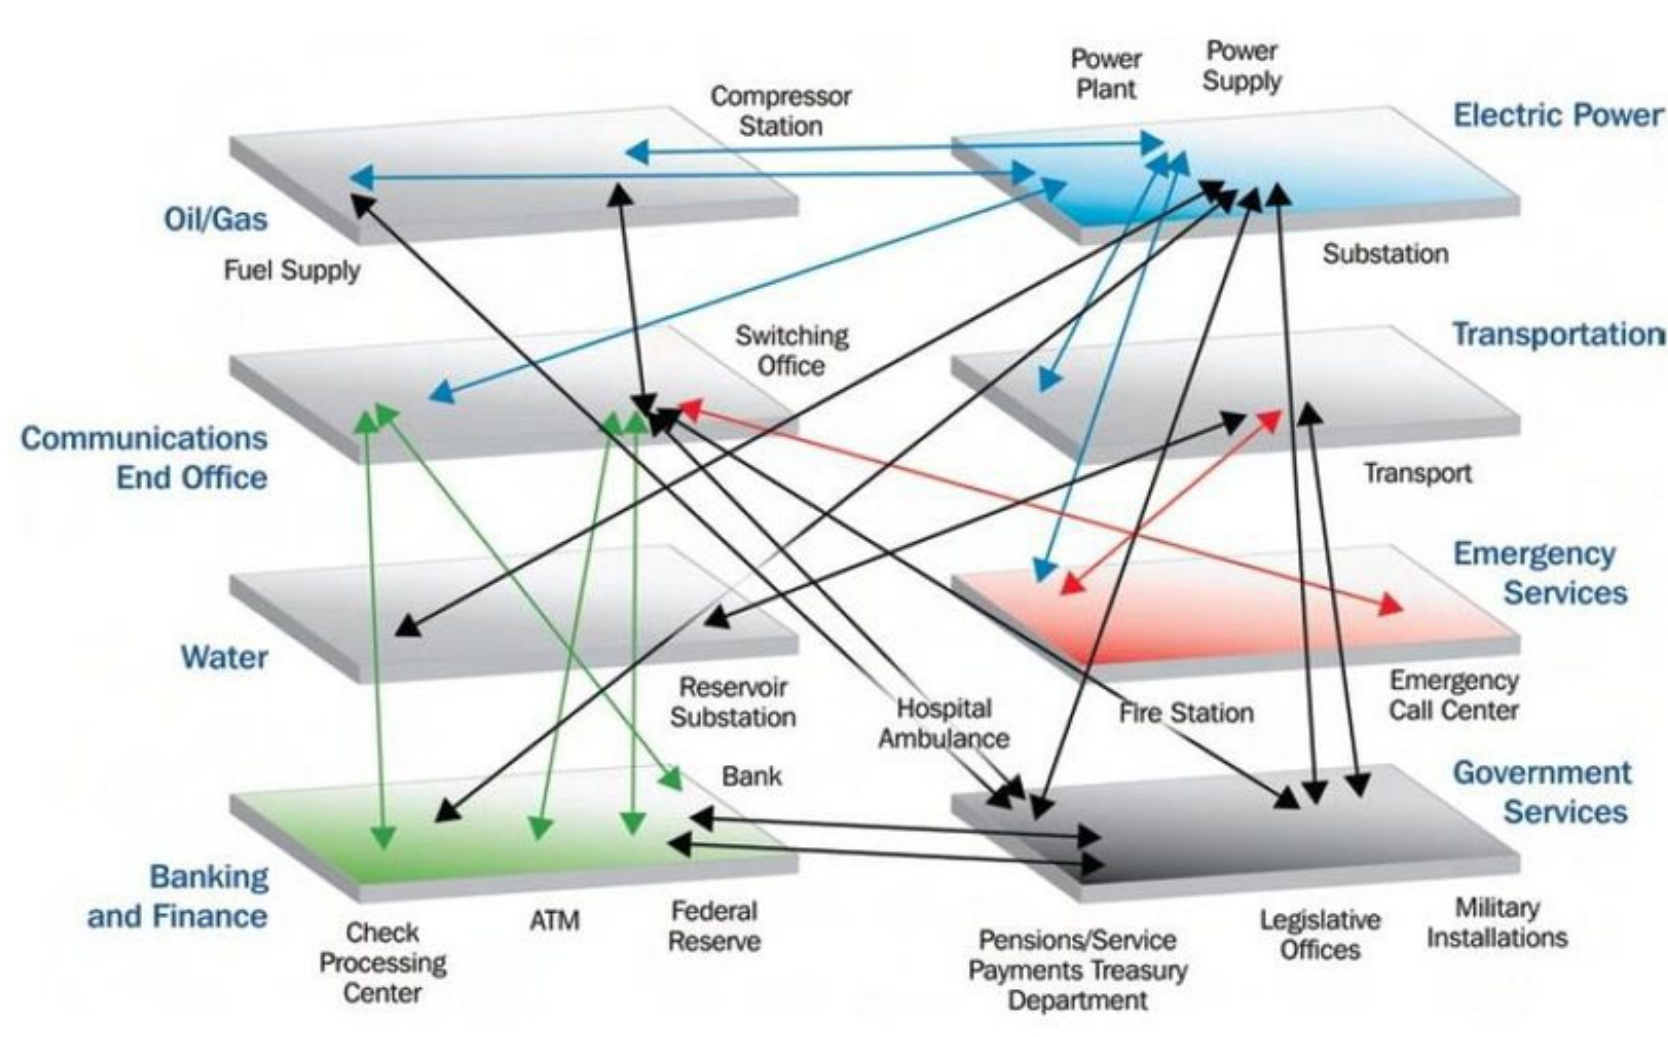 Power
Plant
Power
Supply
Compressor
Station
Electric Power
Oil/Gas
Fuel Supply
Substation
Switching
Office
Transportation
Communications
End Office
Transport
Emergency
Services
Water
Reservoir
Substation
Hospital
Ambulance
Fire Station
Emergency
Call Center
Bank
Government
Services
Banking
and Finance
Check
Processing
Center
ATM
Federal
Reserve
Pensions/Service
Payments Treasury
Department
Legislative
Offices
Military
Installations